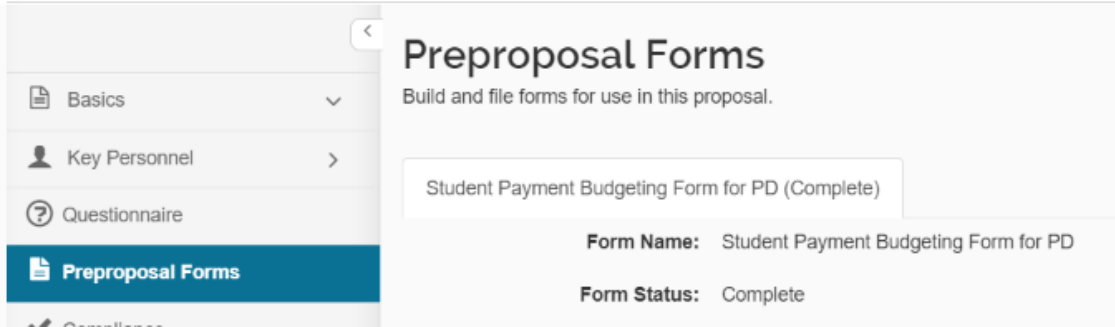 Preproposal Forms
Build and file forms for use in this proposal.
Basics
Key Personnel
Questionnaire
Preproposal Forms
Compliance
Student Payment Budgeting Form for PD (Complete)
Form Name: Student Payment Budgeting Form for PD
Form Status: Complete